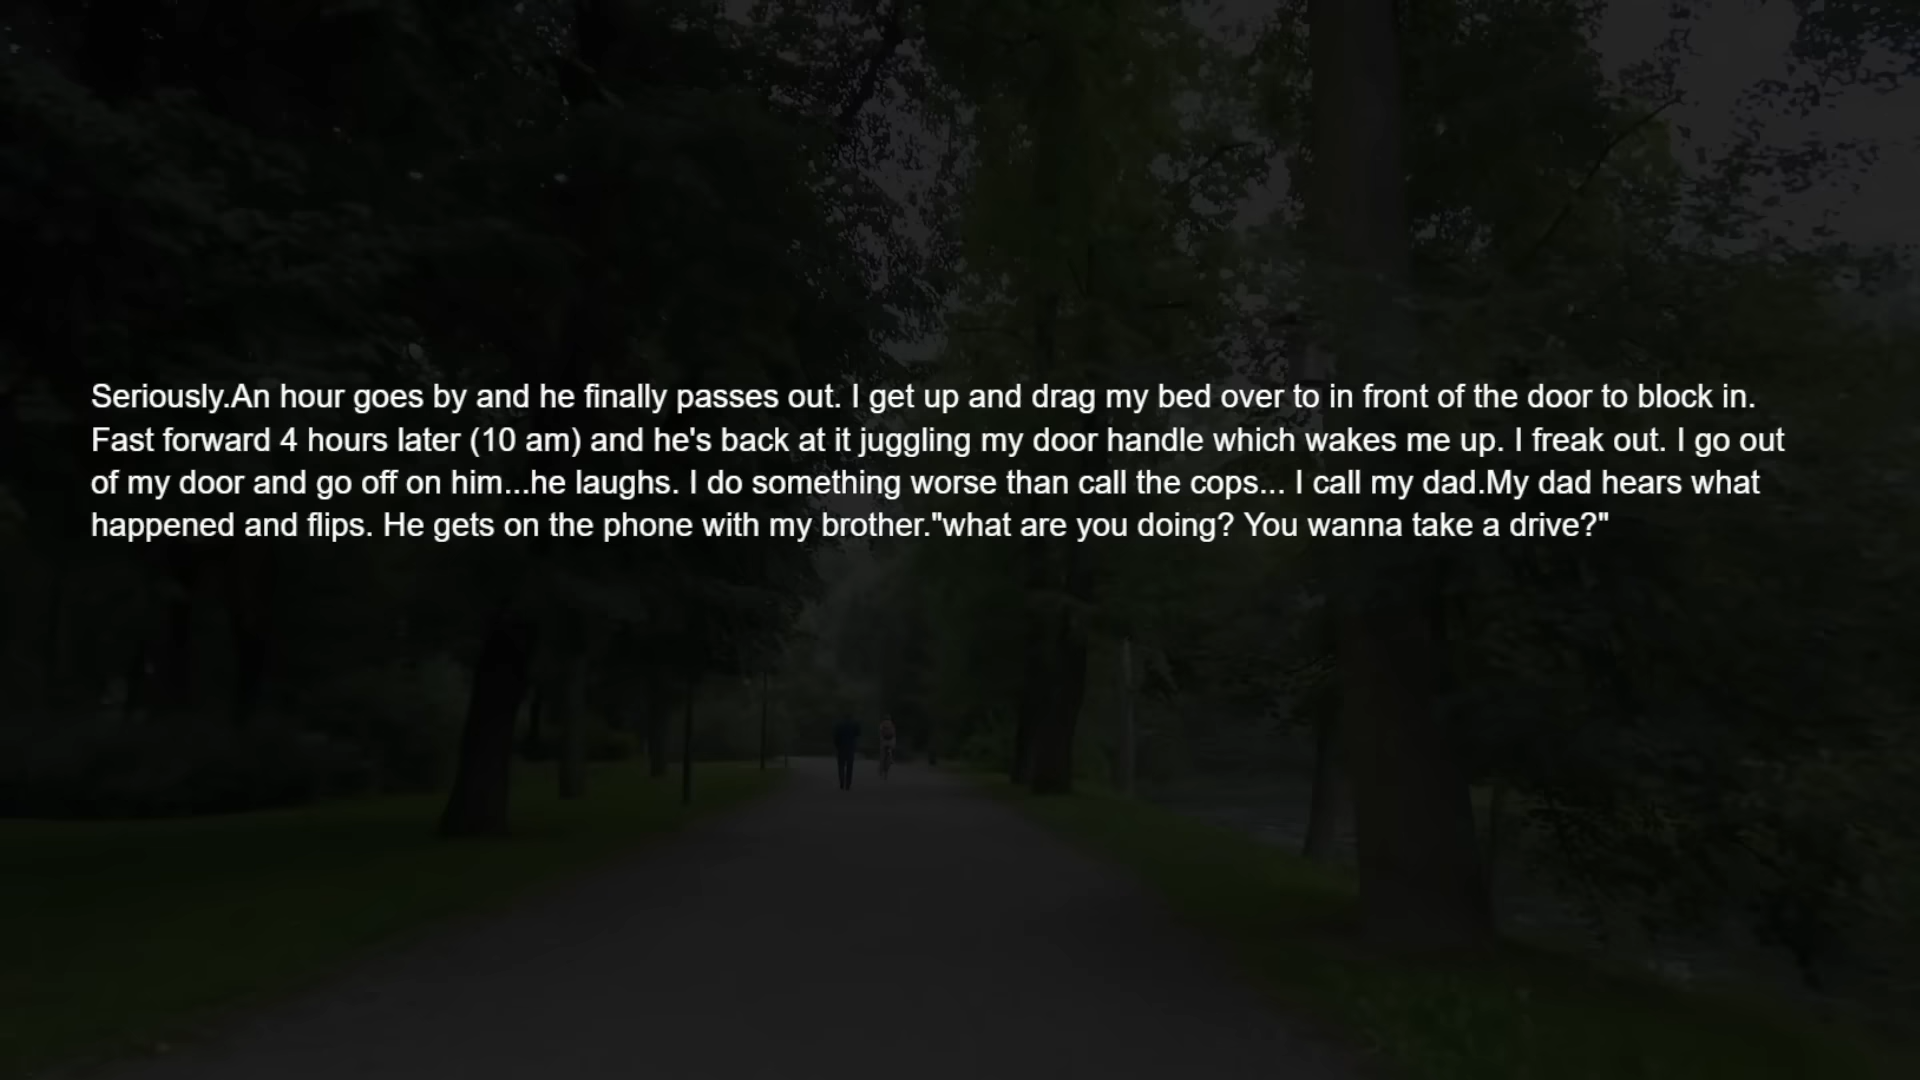 Seriously.An hour goes by and he finally passes out. I get up and drag my bed over to in front of the door to block in.
Fast forward 4 hours later (10 am) and he's back at it juggling my door handle which wakes me up. I freak out. I go out
of my door and go off on him...he laughs. I do something worse than call the cops... I call my dad.My dad hears what
happened and flips. He gets on the phone with my brother."what are you doing? You wanna take a drive?"